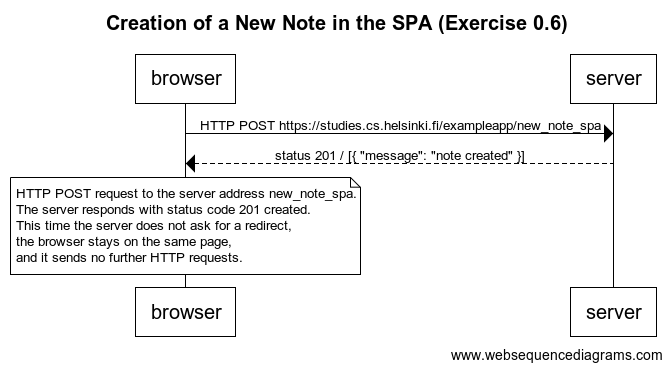 Creation of a New Note in the SPA (Exercise 0.6)
browser
server
HTTP POST https://studies.cs.helsinki.fi/exampleapp/new_note_spa
status 201 / [{ "message": "note created" }]
HTTP POST request to the server address new_note_spa.
The server responds with status code 201 created.
This time the server does not ask for a redirect,
the browser stays on the same page,
and it sends no further HTTP requests.
browser
server
www.websequencediagrams.com